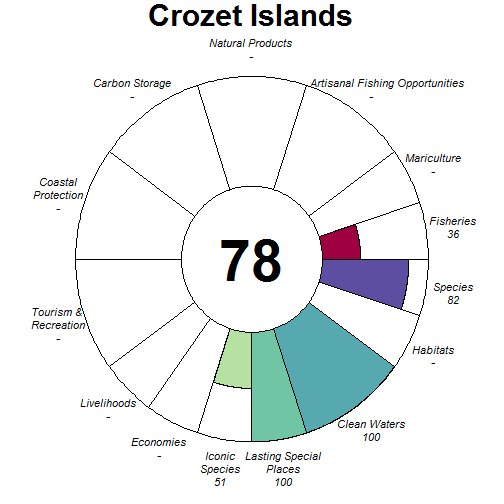 Crozet Islands
Natural Products
-
Carbon Storage
-
Artisanal Fishing Opportunities
-
Mariculture
-
Coastal
Protection
-
Fisheries
36
78
Species
82
Tourism &
Recreation
-
Habitats
-
Livelihoods
-
Clean Waters
100
Economies
-
Iconic
Species
51
Lasting Special
Places
100